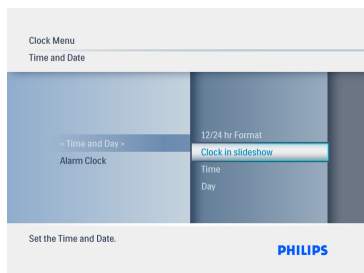 Clock Menu
Time and Date
« Time and Day »
Alarm Clock
12/24 hr Format
Clock in slideshow
Time
Day
Set the Time and Date.
PHILIPS